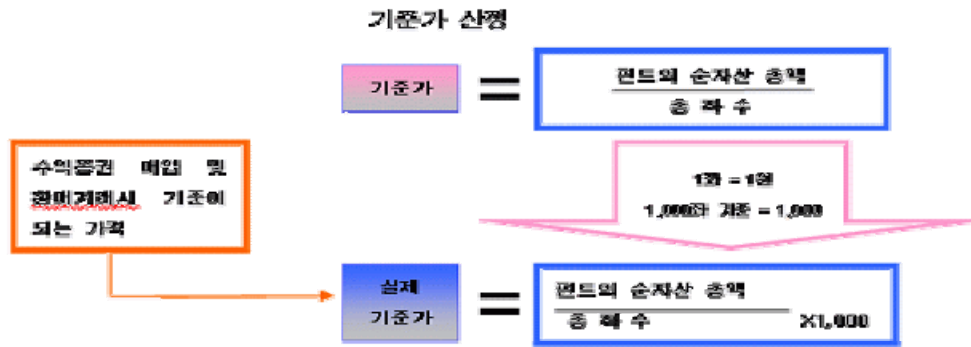 기준가 산정
기준가
=
펀드의 순자산 총액
총 좌 수
수익증권 매입 및
환매거래시 기준이
되는 가격
1좌 = 1원
1,000좌 기준 = 1,000
실제
기준가
=
펀드의 순자산 총액
총 좌 수 X1,000